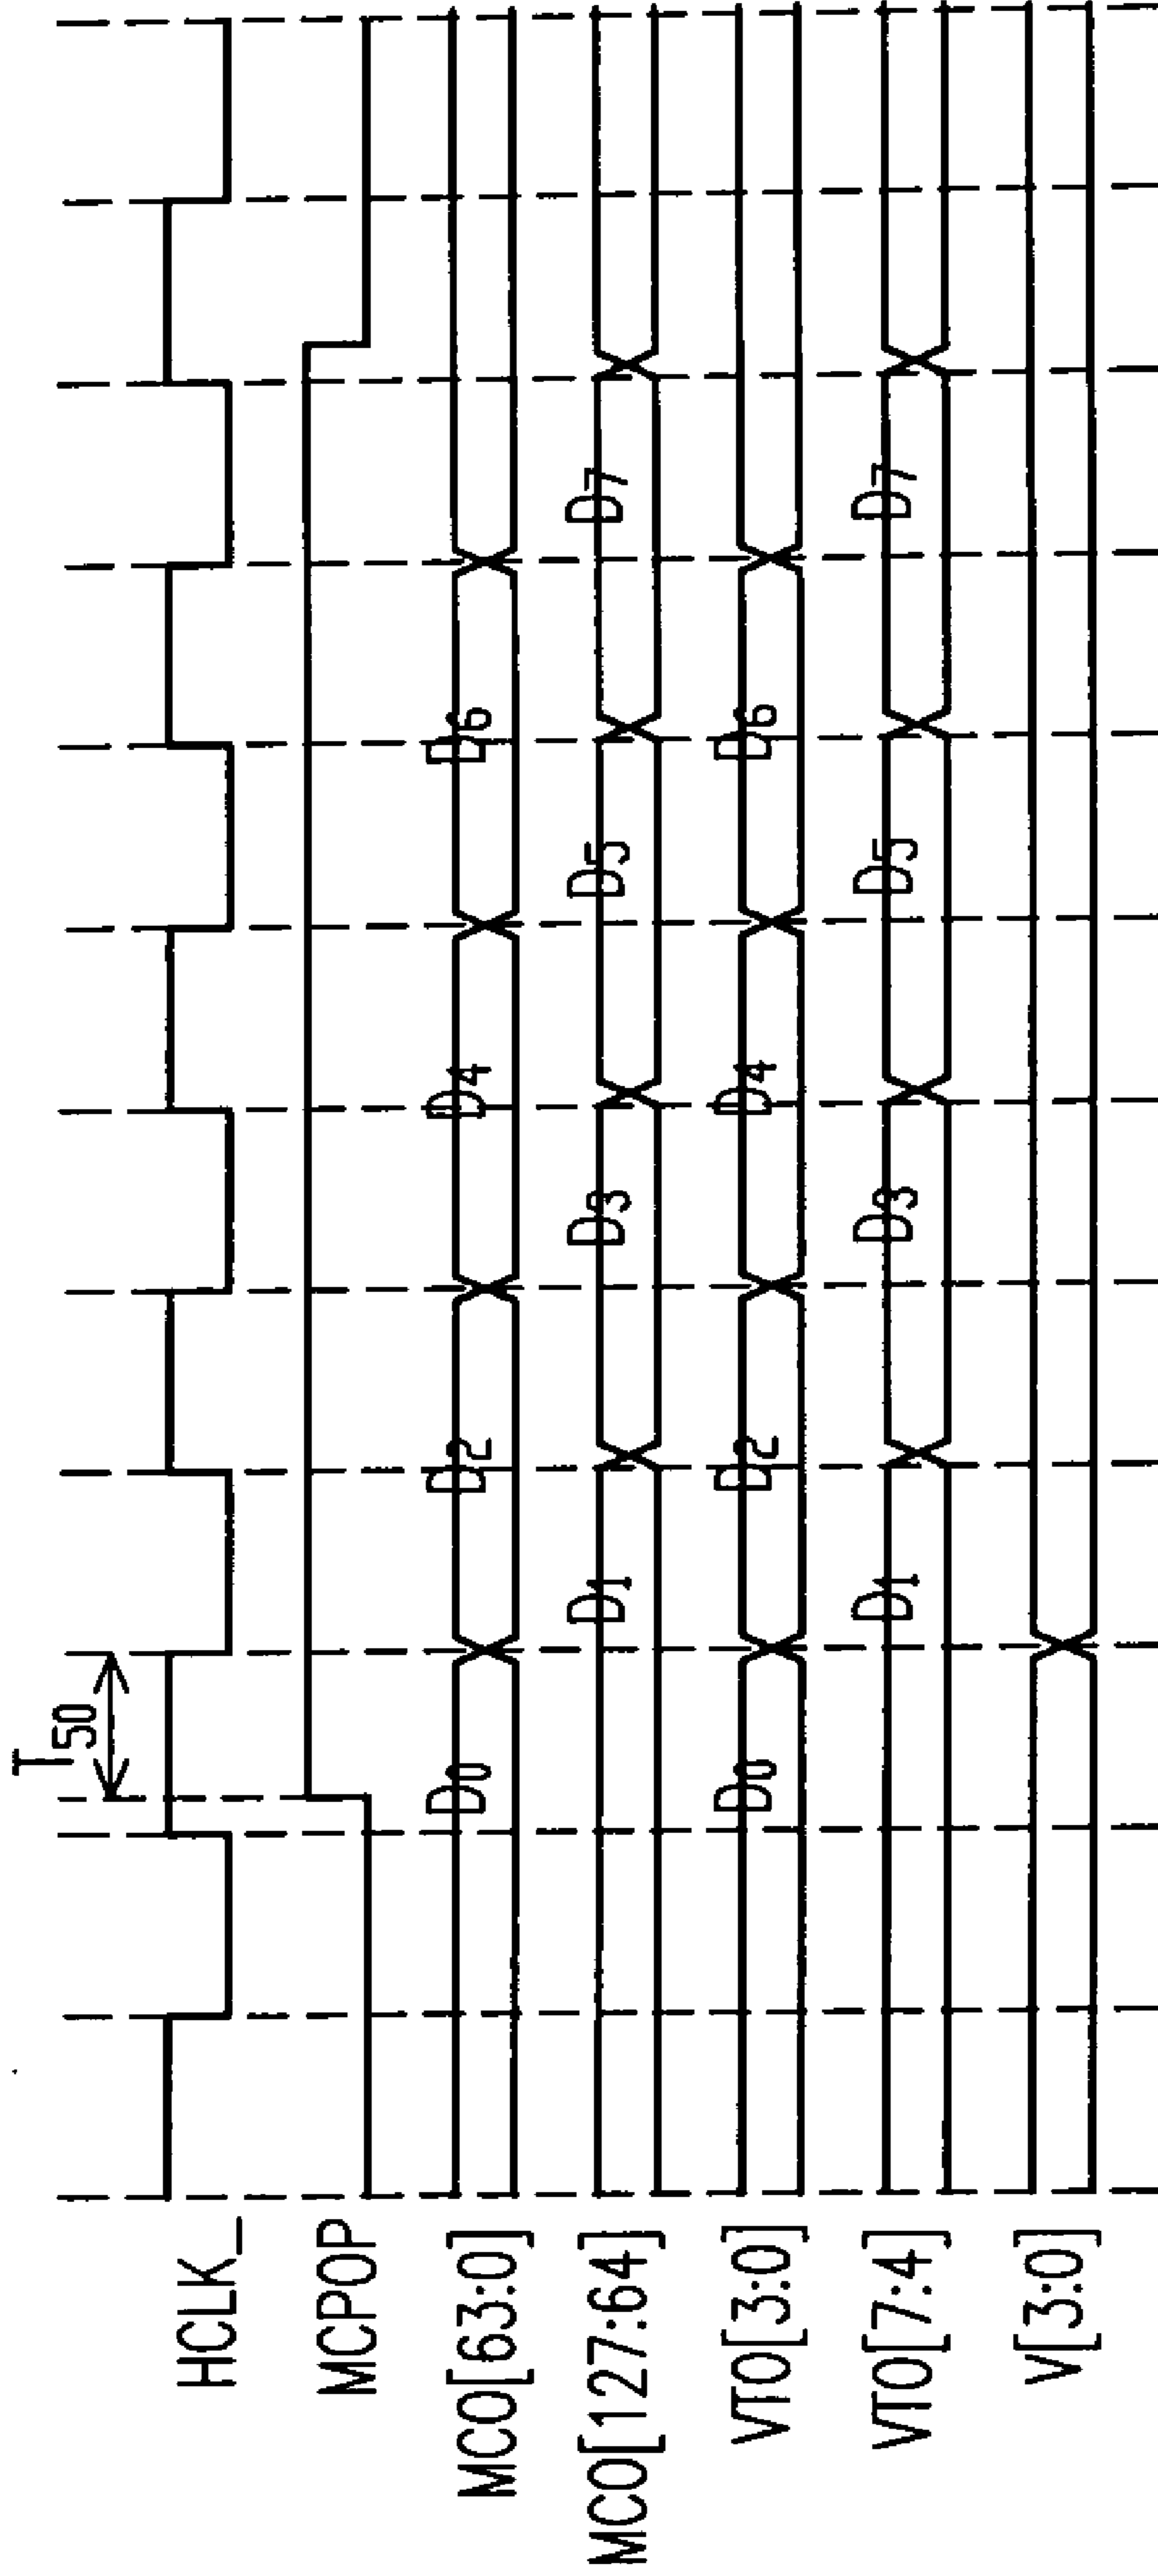 T50
HCLK_
MCPOP
MCO[63:0] D0 D2 D4 D6
MCO[127:64] D1 D3 D5 D7
VTO[3:0] D0 D2 D4 D6
VTO[7:4] D1 D3 D5 D7
V[3:0]